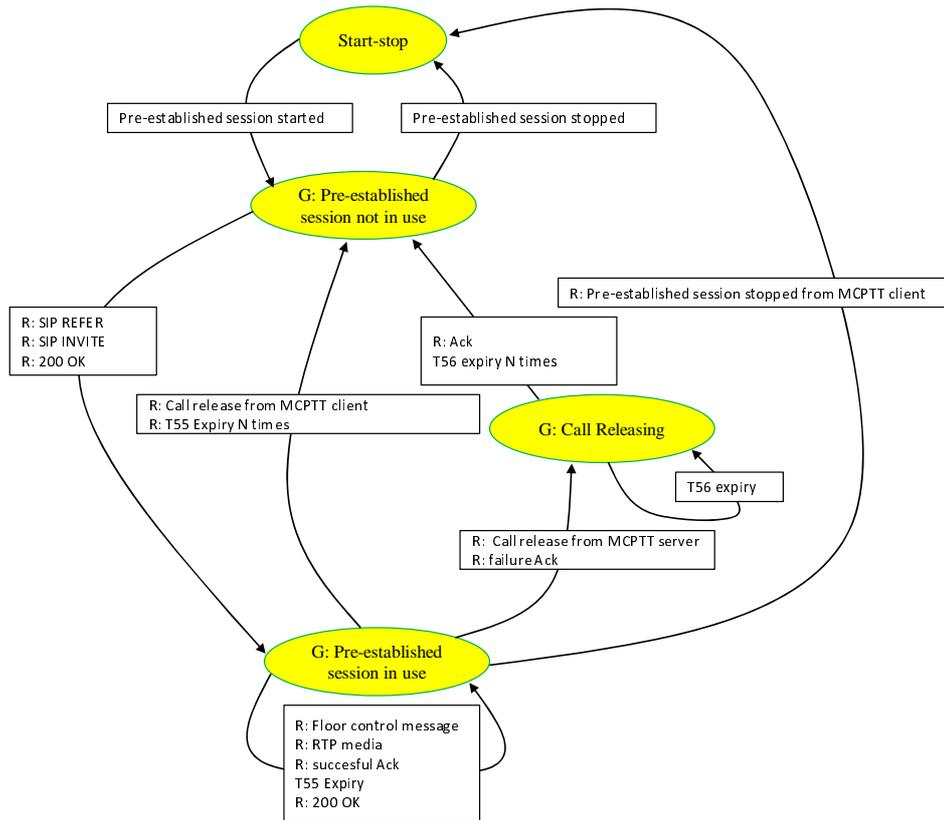 Start-stop
Pre-established session started
Pre-established session stopped
G: Pre-established
session not in use
R: Pre-established session stopped from MCPTT client
R: SIP REFER
R: SIP INVITE
R: 200 OK
R: Ack
T56 expiry N times
R: Call release from MCPTT client
R: T55 Expiry N times
G: Call Releasing
T56 expiry
R: Call release from MCPTT server
R: failure Ack
G: Pre-established
session in use
R: Floor control message
R: RTP media
R: succesful Ack
T55 Expiry
R: 200 OK